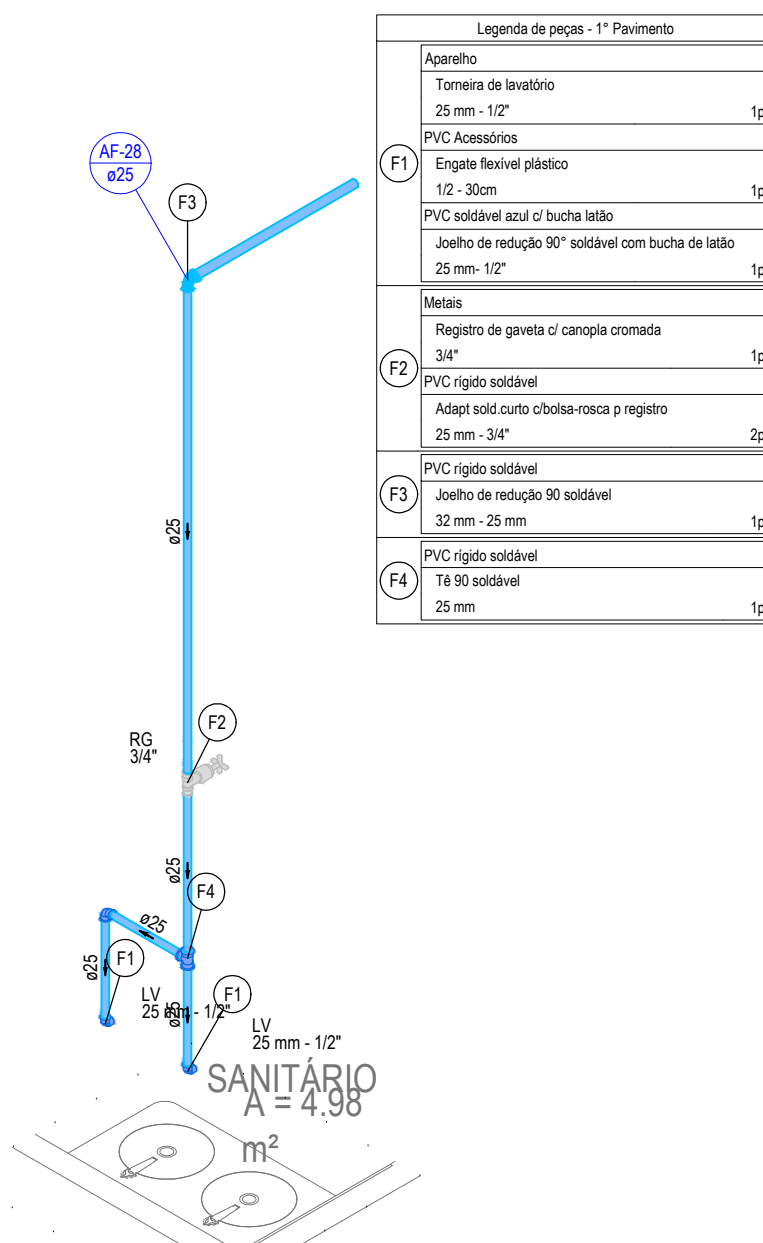 Legenda de peças - 1° Pavimento
F1
Aparelho
Torneira de lavatório
25 mm - 1/2" 1p
PVC Acessórios
Engate flexível plástico
1/2 - 30cm 1p
PVC soldável azul c/ bucha latão
Joelho de redução 90° soldável com bucha de latão
25 mm- 1/2" 1p
F2
Metais
Registro de gaveta c/ canopla cromada
3/4" 1p
PVC rígido soldável
Adapt sold.curto c/bolsa-rosca p registro
25 mm - 3/4" 2p
F3
PVC rígido soldável
Joelho de redução 90 soldável
32 mm - 25 mm 1p
F4
PVC rígido soldável
Tê 90 soldável
25 mm 1p
AF-28
ø25
F3
ø25
F2
RG
3/4"
ø25
F4
ø25
ø25
F1
LV
25 mm - 1/2"
ø25
F1
LV
25 mm - 1/2"
SANITÁRIO
A = 4.98
m²